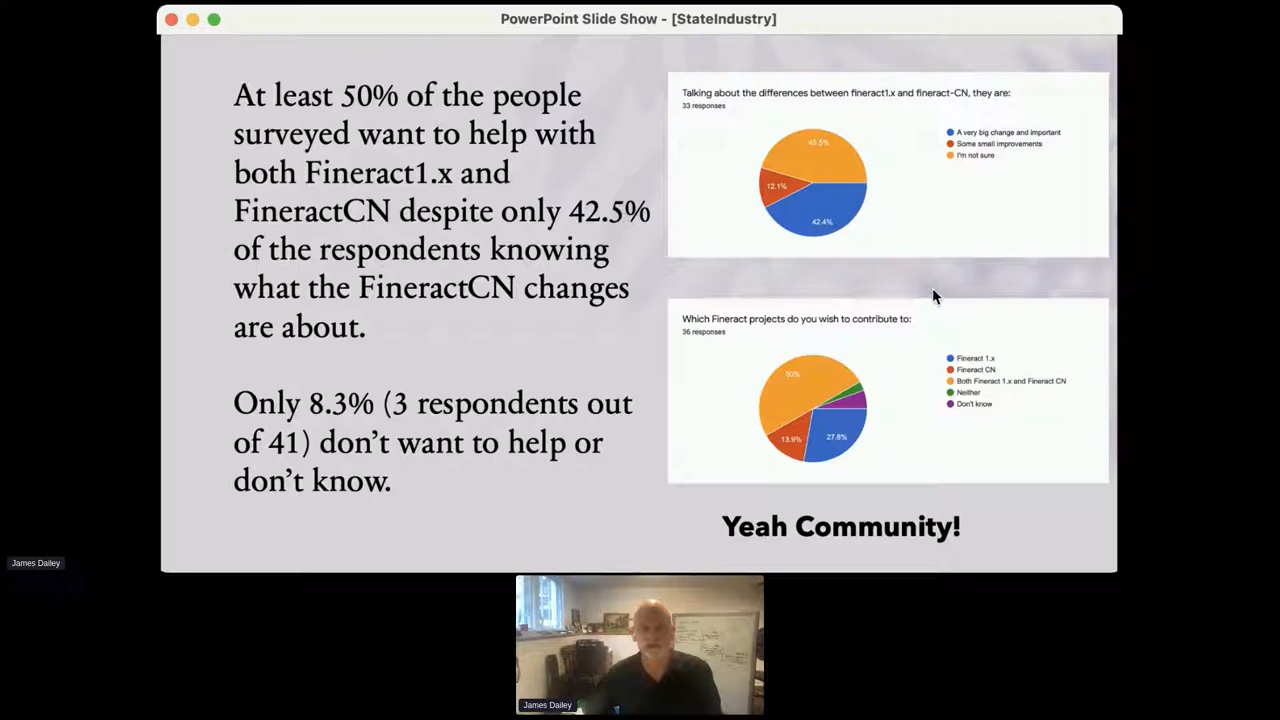 PowerPoint Slide Show - [StateIndustry]
At least 50% of the people
surveyed want to help with
both Fineract1.x and
FineractCN despite only 42.5%
of the respondents knowing
what the FineractCN changes
are about.
Only 8.3% (3 respondents out
of 41) don’t want to help or
don’t know.
Talking about the differences between fineract1.x and fineract-CN, they are:
33 responses
45.5%
12.1%
42.4%
A very big change and important
Some small improvements
I'm not sure
Which Fineract projects do you wish to contribute to:
36 responses
50%
13.9%
27.8%
Fineract 1.x
Fineract CN
Both Fineract 1.x and Fineract CN
Neither
Don't know
Yeah Community!
James Dailey
James Dailey